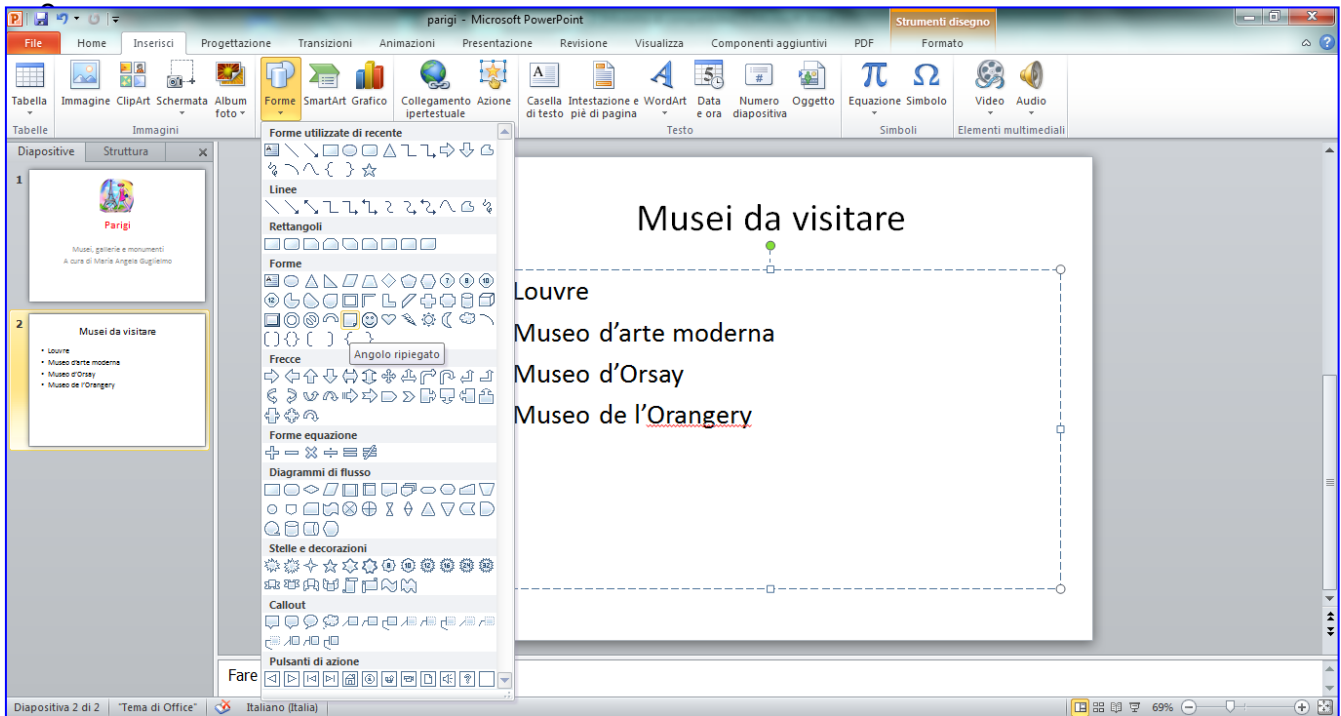 parigi - Microsoft PowerPoint
Strumenti disegno
File Home Inserisci Progettazione Transizioni Animazioni Presentazione Revisione Visualizza Componenti aggiuntivi PDF Formato
Tabella Immagine ClipArt Schermata Album foto Forme SmartArt Grafico Collegamento ipertestuale Azione Casella di testo Intestazione e piè di pagina WordArt Data e ora Numero diapositiva Oggetto Equazione Simbolo Video Audio
Tabelle Immagini Testo Simboli Elementi multimediali
Diapositive Struttura
1
Parigi
Musei, gallerie e monumenti
A cura di Maria Angela Guglielmo
2
Musei da visitare
• Louvre
• Museo d'arte moderna
• Museo d'Orsay
• Museo de l'Orangery
Forme utilizzate di recente
Linee
Rettangoli
Forme
Angolo ripiegato
Frecce
Forme equazione
Diagrammi di flusso
Stelle e decorazioni
Callout
Pulsanti di azione
Musei da visitare
Louvre
Museo d'arte moderna
Museo d'Orsay
Museo de l'Orangery
Fare
Diapositiva 2 di 2 "Tema di Office" Italiano (Italia) 69%